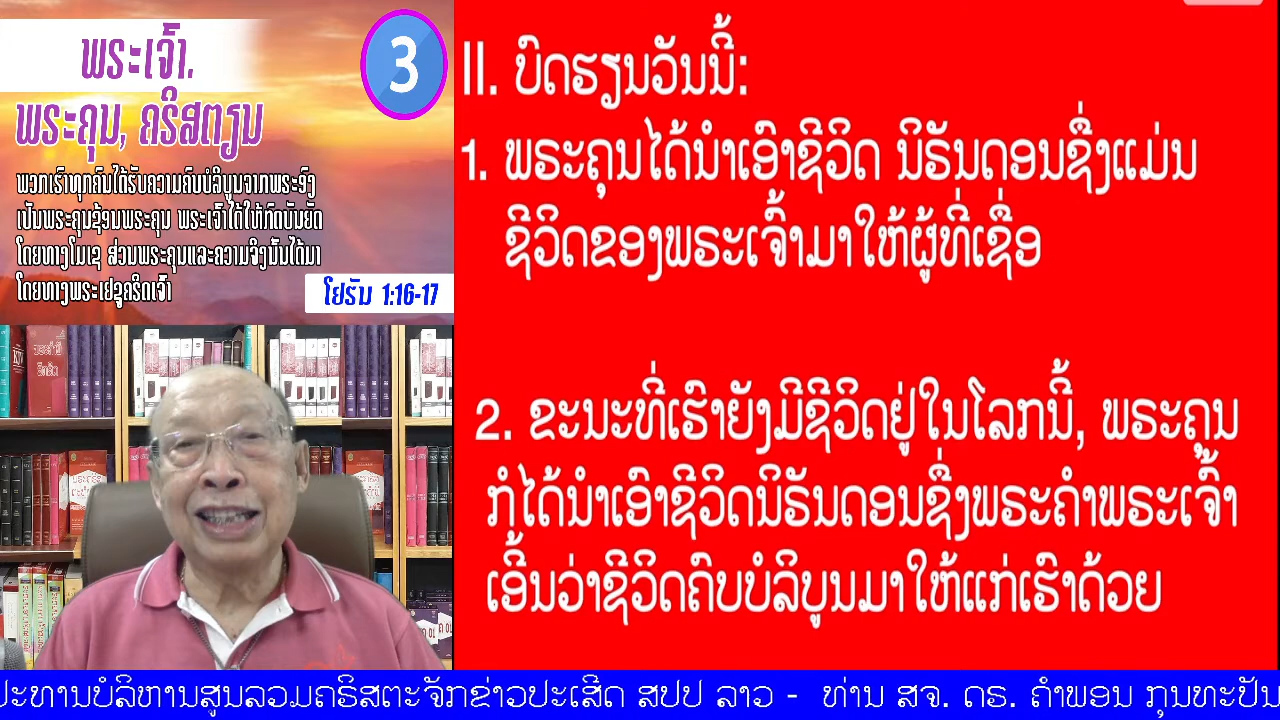 ພຣະເຈົ້າ,
ພຣະຄຸນ, ຄຣິສຕຽນ
3
ພວກເຮົາທຸກຄົນໄດ້ຮັບຄວາມຄົບບໍລິບູນຈາກພຣະອົງ
ເປັນພຣະຄຸນຊ້ອນພຣະຄຸນ ພຣະເຈົ້າໄດ້ໃຫ້ກົດບັນຍັດ
ໂດຍທາງໂມເຊ ສ່ວນພຣະຄຸນແລະຄວາມຈິງນັ້ນໄດ້ມາ
ໂດຍທາງພຣະເຢຊູຄຣິດເຈົ້າ
ໂຢຮັນ 1:16-17
II. ບົດຮຽນວັນນີ້:
1. ພຣະຄຸນໄດ້ນໍາເອົາຊີວິດ ນິຣັນດອນຊື່ງແມ່ນ
ຊີວິດຂອງພຣະເຈົ້າມາໃຫ້ຜູ້ທີ່ເຊື່ອ
2. ຂະນະທີ່ເຮົາຍັງມີຊີວິດຢູ່ໃນໂລກນີ້, ພຣະຄຸນ
ກໍໄດ້ນໍາເອົາຊີວິດນິຣັນດອນຊື່ງພຣະຄໍາພຣະເຈົ້າ
ເອີ້ນວ່າຊີວິດຄົບບໍລິບູນມາໃຫ້ແກ່ເຮົາດ້ວຍ
ປະທານບໍລິຫານສູນລວມຄຣິສຕະຈັກຂ່າວປະເສີດ ສປປ ລາວ - ທ່ານ ສຈ. ດຣ. ຄໍາພອນ ກຸນທະປັນ